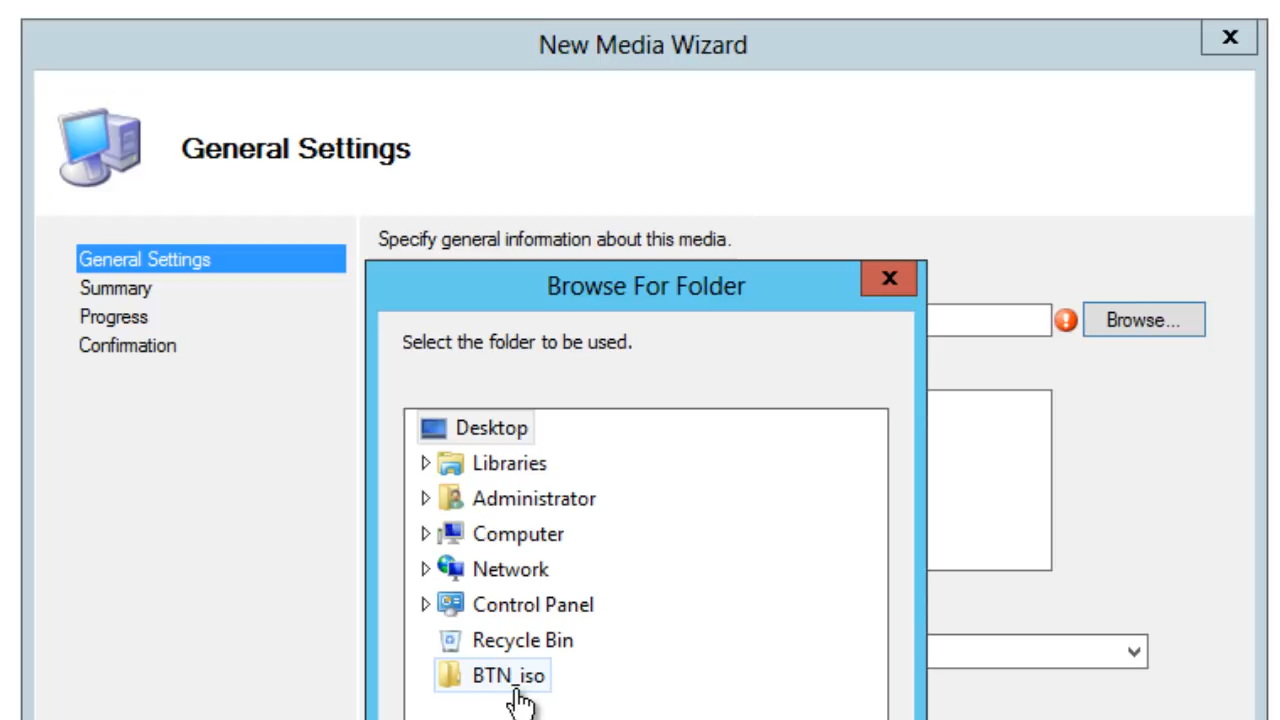 New Media Wizard
x
General Settings
Specify general information about this media.
General Settings
Summary
Progress
Confirmation
Browse For Folder
x
Browse...
Select the folder to be used.
Desktop
Libraries
Administrator
Computer
Network
Control Panel
Recycle Bin
BTN_iso